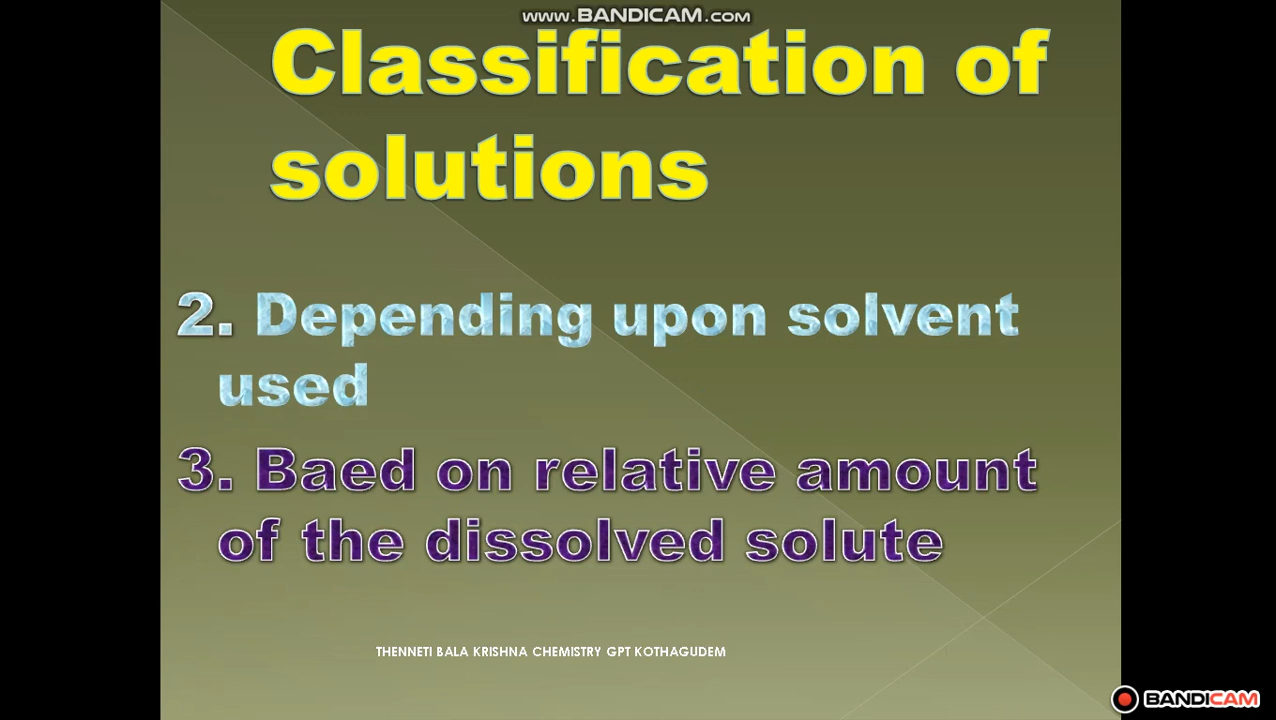 www.BANDICAM.com
Classification of
solutions
2. Depending upon solvent
used
3. Baed on relative amount
of the dissolved solute
THENNETI BALA KRISHNA CHEMISTRY GPT KOTHAGUDEM
BANDICAM